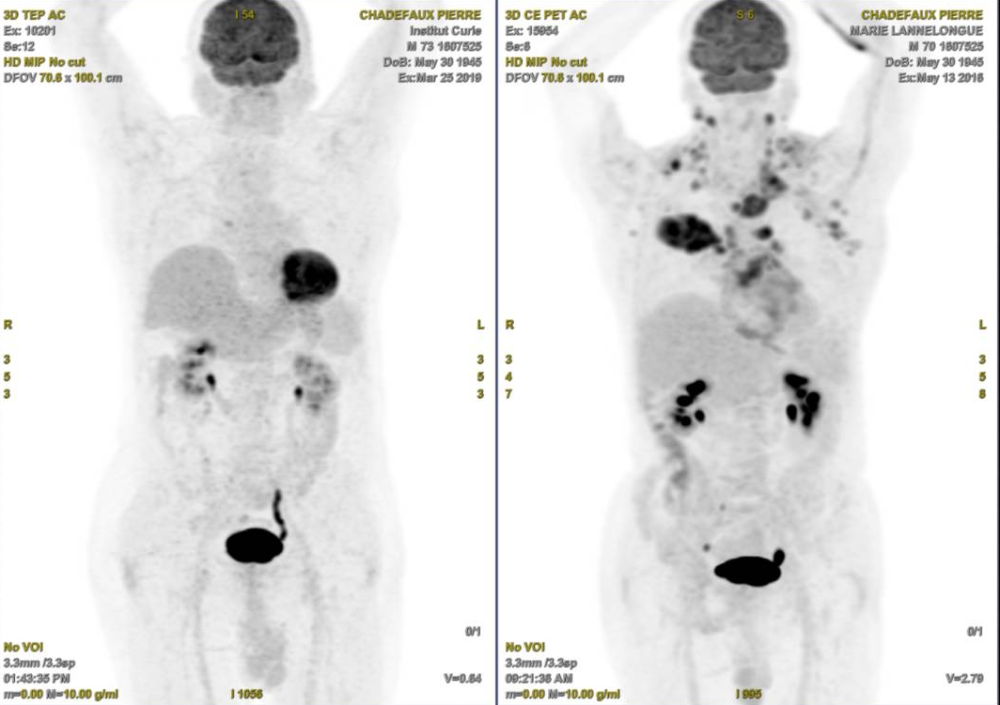 3D TEP AC
Ex: 10201
Se:12
HD MIP No cut
DFOV 70.6 x 100.1 cm
I 54
CHADEFAUX PIERRE
Institut Curie
M 73 1607525
DoB: May 30 1945
Ex:Mar 25 2019
R
L
3
5
3
3
5
3
No VOI
3.3mm /3.3sp
01:43:35 PM
m=0.00 M=10.00 g/ml
I 1056
0/1
V=0.64
3D CE PET AC
Ex: 15954
Se:6
HD MIP No cut
DFOV 70.6 x 100.1 cm
S 6
CHADEFAUX PIERRE
MARIE LANNELONGUE
M 70 1607525
DoB: May 30 1945
Ex:May 13 2016
R
L
3
4
7
3
5
8
No VOI
3.3mm /3.3sp
09:21:36 AM
m=0.00 M=10.00 g/ml
I 995
0/1
V=2.79